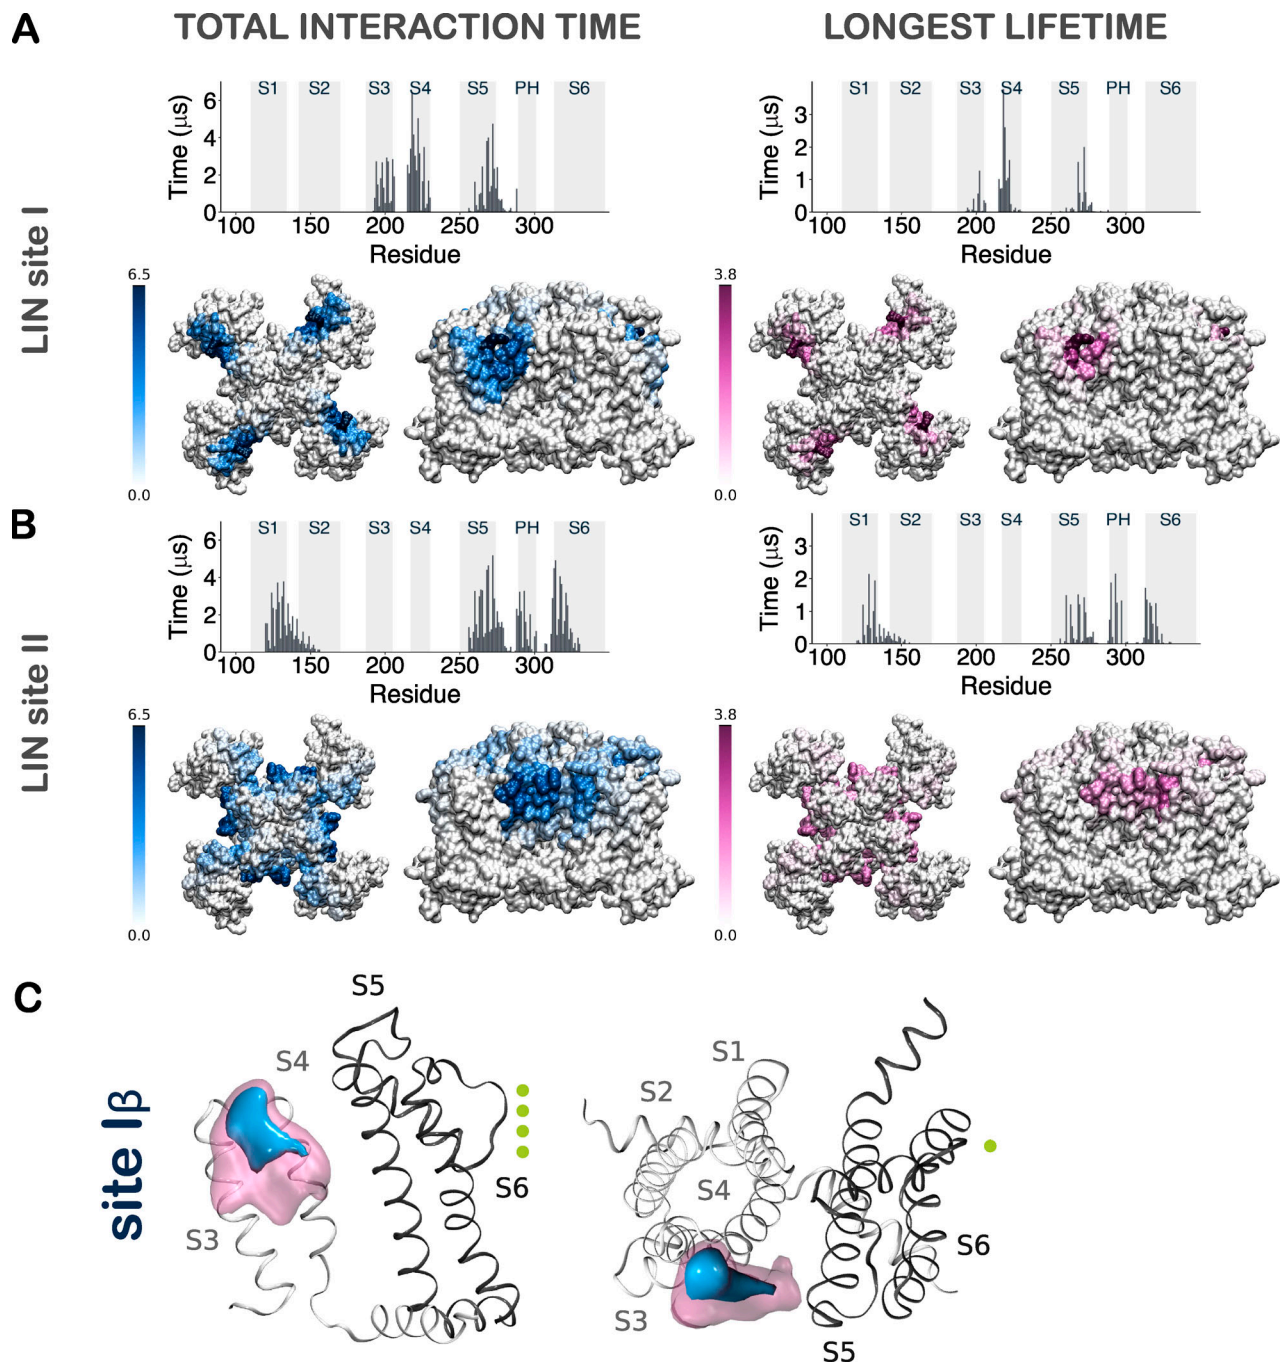 A
TOTAL INTERACTION TIME
LONGEST LIFETIME
LIN site I
S1 S2 S3 S4 S5 PH S6
Time (μs)
6
4
2
0
100 150 200 250 300
Residue
S1 S2 S3 S4 S5 PH S6
Time (μs)
3
2
1
0
100 150 200 250 300
Residue
6.5
0.0
3.8
0.0
B
LIN site II
S1 S2 S3 S4 S5 PH S6
Time (μs)
6
4
2
0
100 150 200 250 300
Residue
S1 S2 S3 S4 S5 PH S6
Time (μs)
3
2
1
0
100 150 200 250 300
Residue
6.5
0.0
3.8
0.0
C
site Iβ
S5
S4
S6
S3
S1
S2
S4
S6
S3
S5